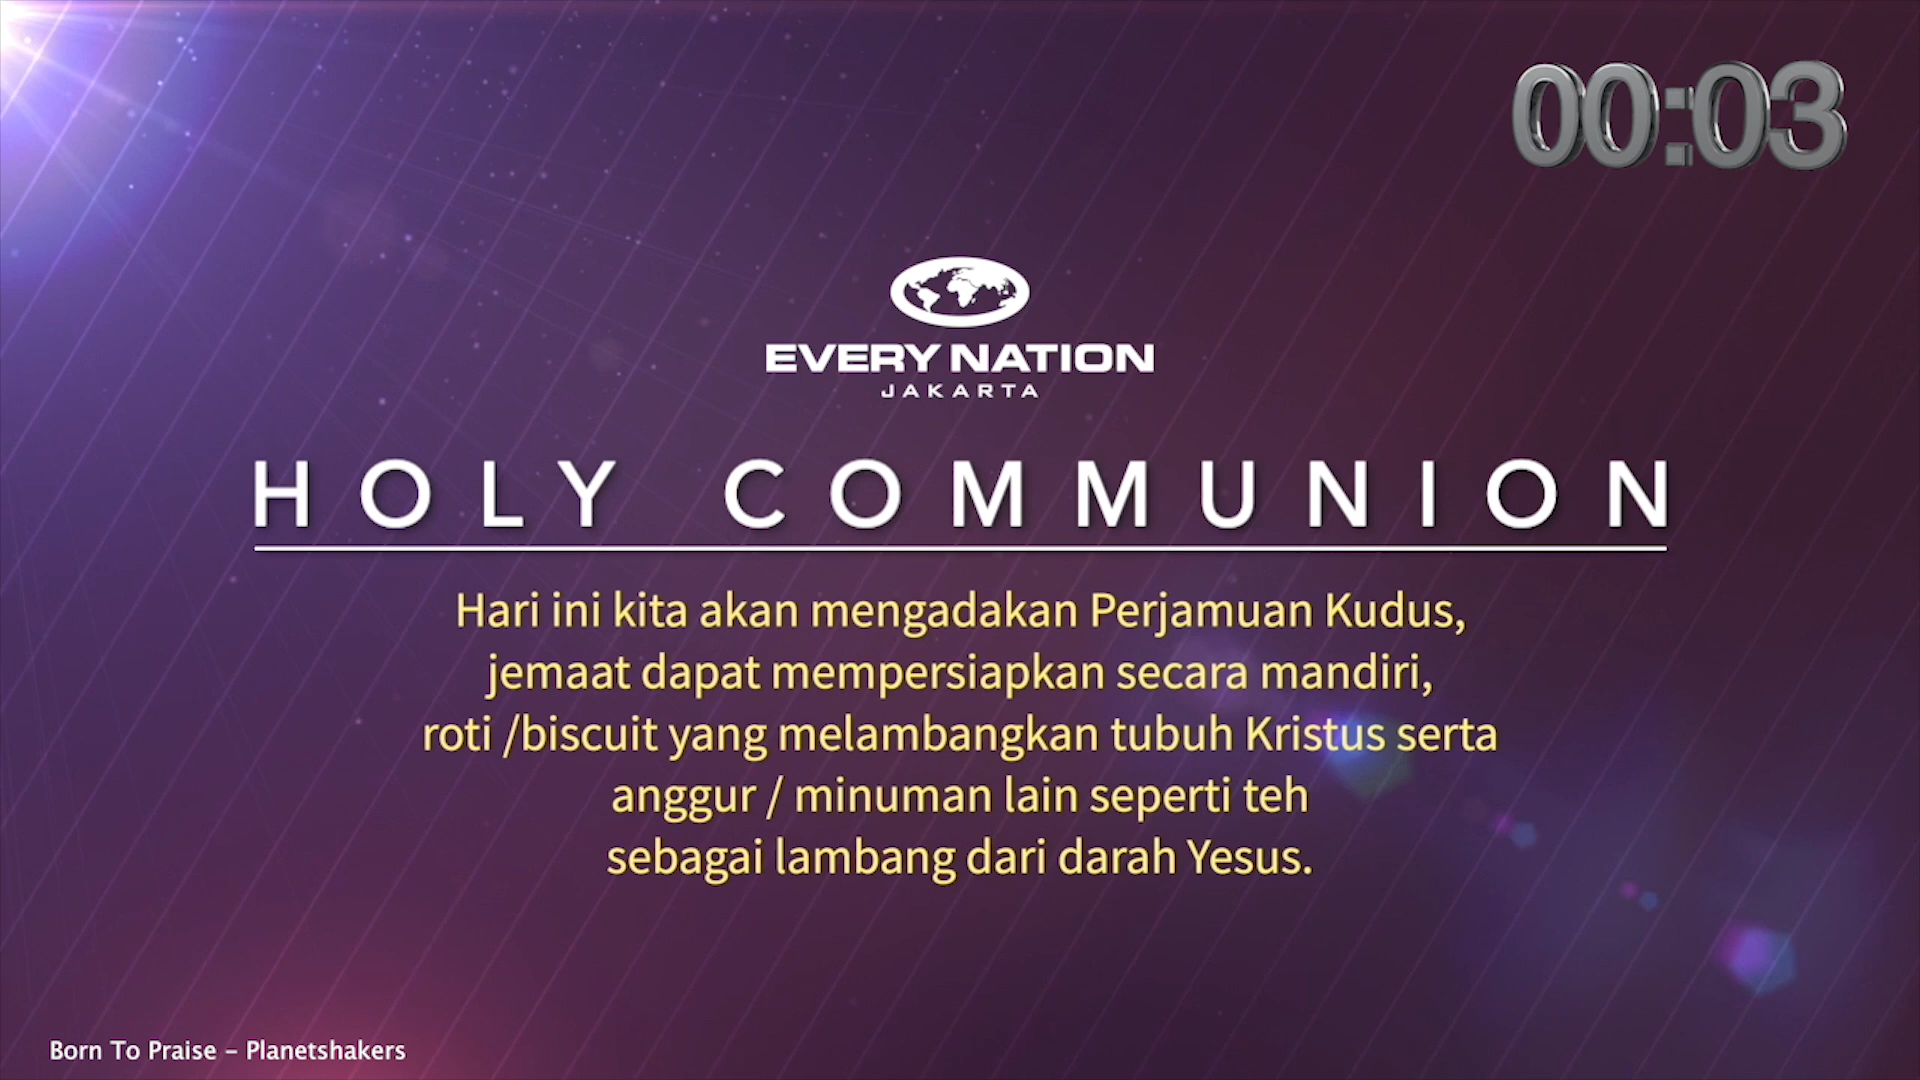 00:03
EVERY NATION
JAKARTA
HOLY COMMUNION
Hari ini kita akan mengadakan Perjamuan Kudus,
jemaat dapat mempersiapkan secara mandiri,
roti /biscuit yang melambangkan tubuh Kristus serta
anggur / minuman lain seperti teh
sebagai lambang dari darah Yesus.
Born To Praise – Planetshakers